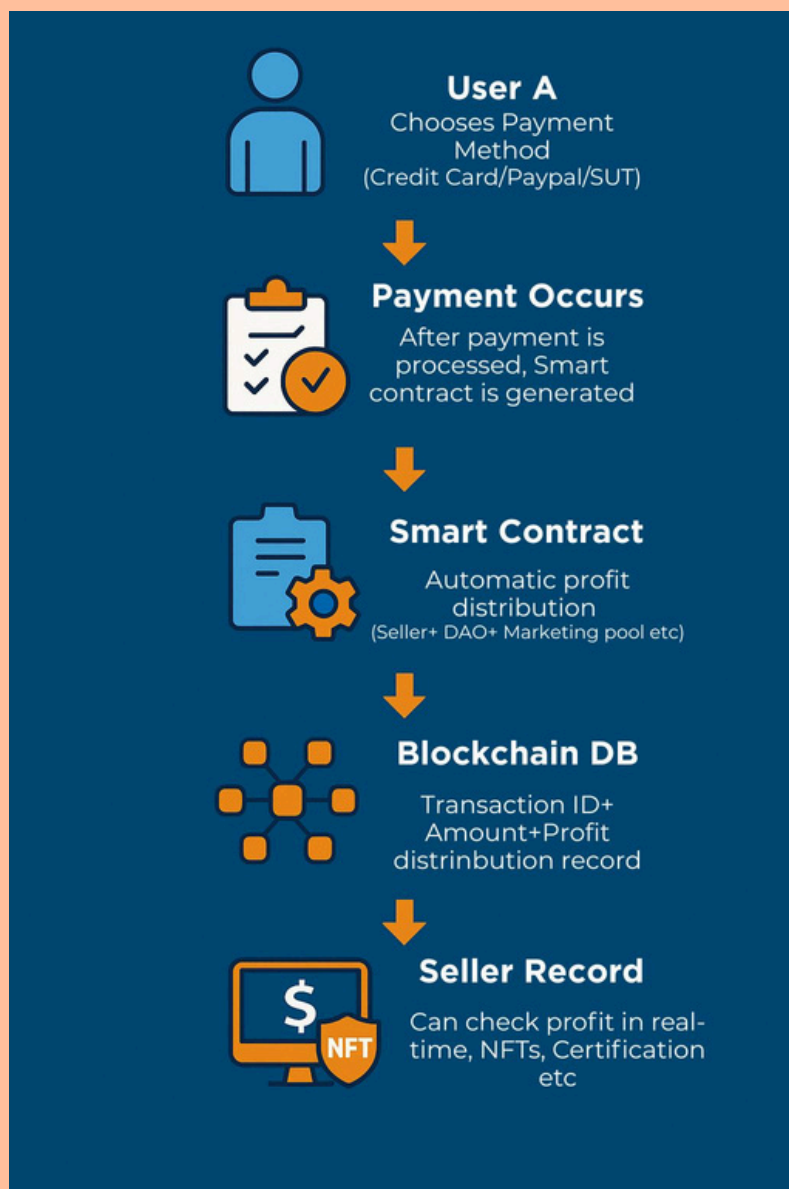 User A
Chooses Payment
Method
(Credit Card/Paypal/SUT)
Payment Occurs
After payment is
processed, Smart
contract is generated
Smart Contract
Automatic profit
distribution
(Seller+ DAO+ Marketing pool etc)
Blockchain DB
Transaction ID+
Amount+Profit
distrinbution record
Seller Record
$
NFT
Can check profit in real-
time, NFTs, Certification
etc